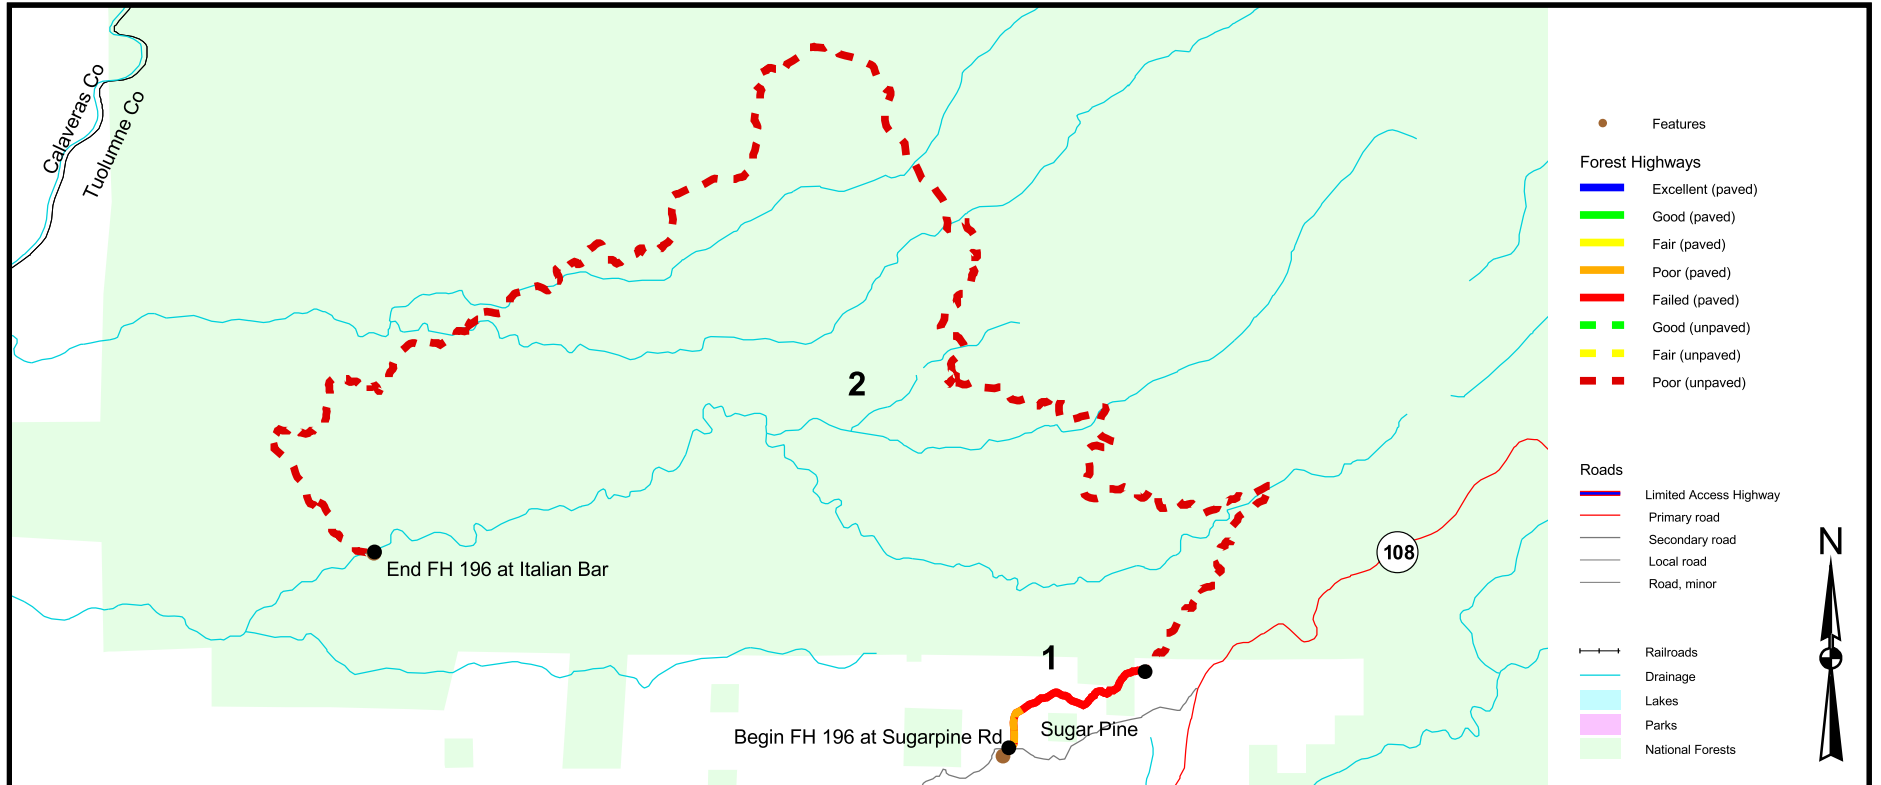 Calaveras Co
Tuolumne Co
2
End FH 196 at Italian Bar
108
1
Sugar Pine
Begin FH 196 at Sugarpine Rd
Features
Forest Highways
Excellent (paved)
Good (paved)
Fair (paved)
Poor (paved)
Failed (paved)
Good (unpaved)
Fair (unpaved)
Poor (unpaved)
Roads
Limited Access Highway
Primary road
Secondary road
Local road
Road, minor
Railroads
Drainage
Lakes
Parks
National Forests
N